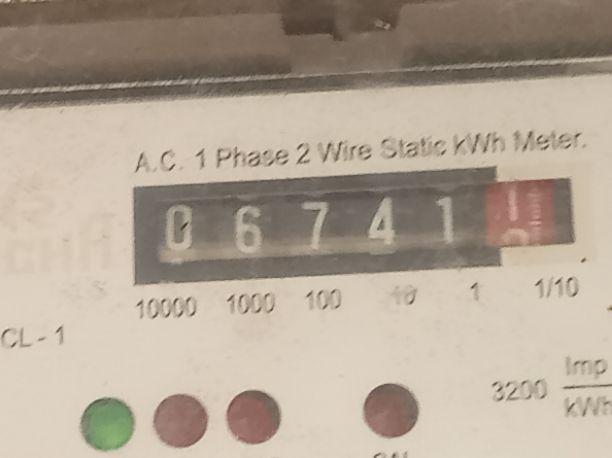 A.C. 1 Phase 2 Wire Static kWh Meter.
0 6 7 4 1
10000 1000 100 10 1 1/10
CL - 1
3200 Imp
kWh